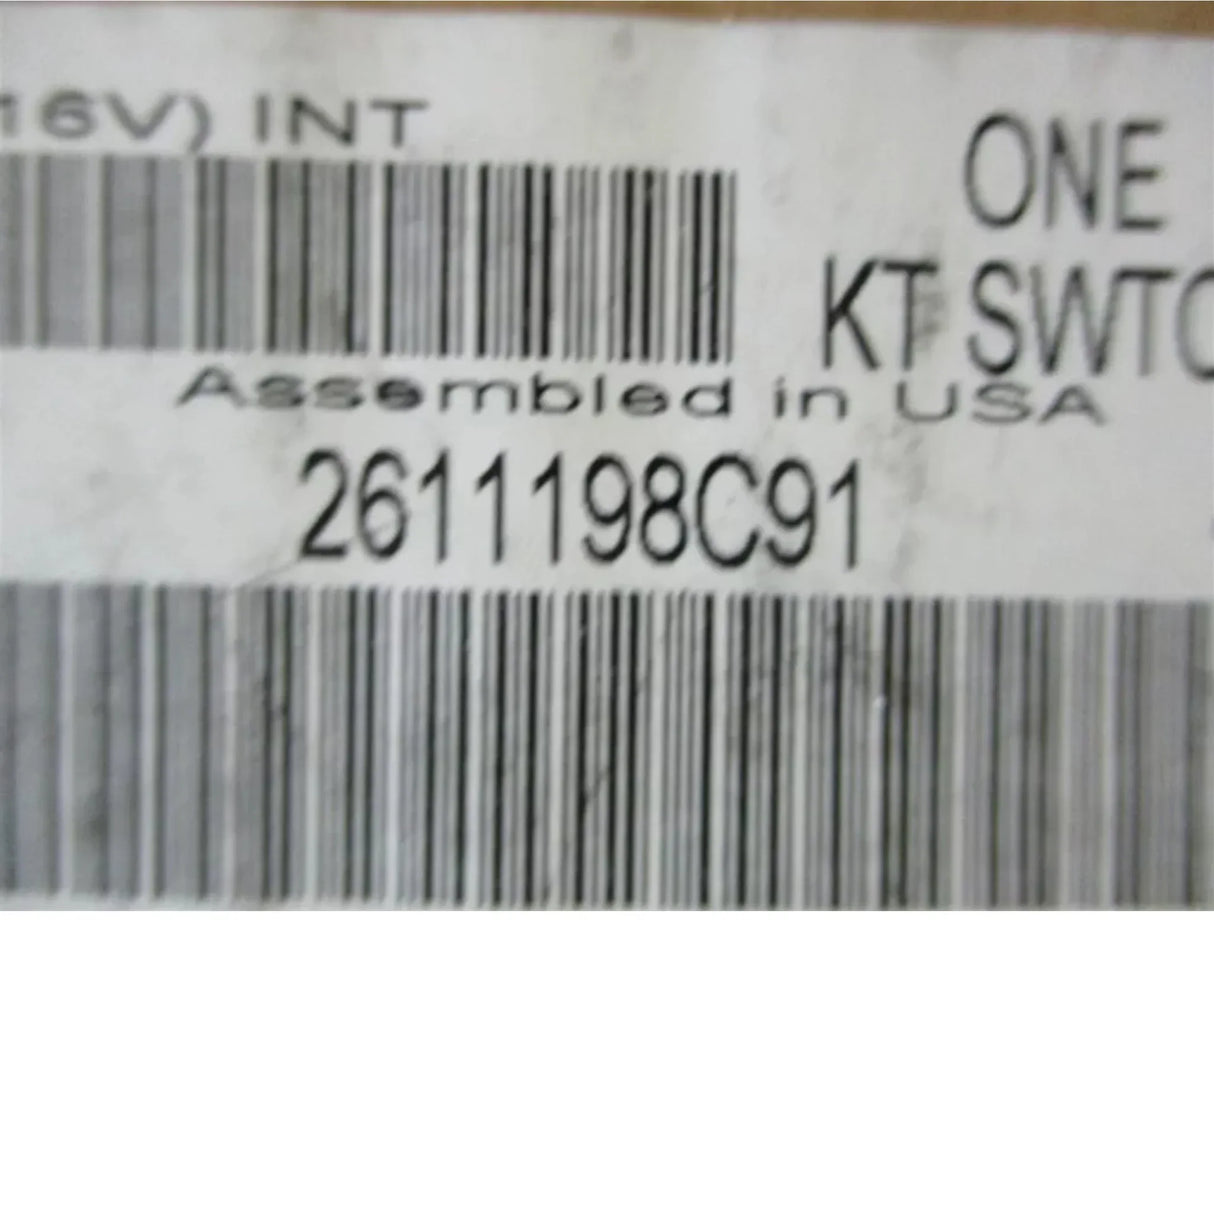 16V) INT
ONE
KT SWTC
Assembled in USA
2611198C91